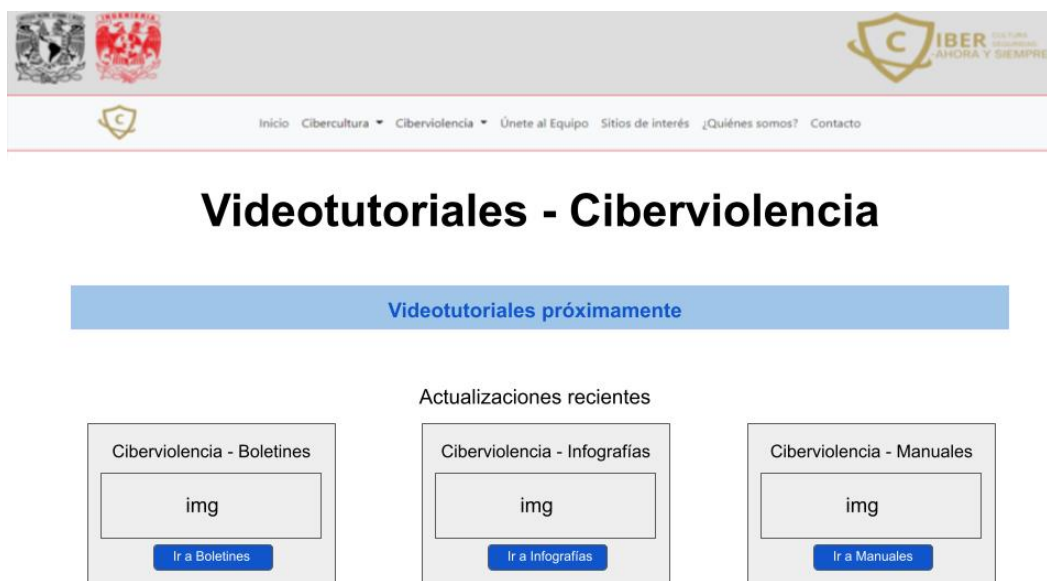 INGENIERIA
C IBER
-AHORA Y SIEMPRE
C
Inicio Cibercultura Ciberviolencia Únete al Equipo Sitios de interés ¿Quiénes somos? Contacto
Videotutoriales - Ciberviolencia
Videotutoriales próximamente
Actualizaciones recientes
Ciberviolencia - Boletines Ciberviolencia - Infografías Ciberviolencia - Manuales
img img img
Ir a Boletines Ir a Infografías Ir a Manuales